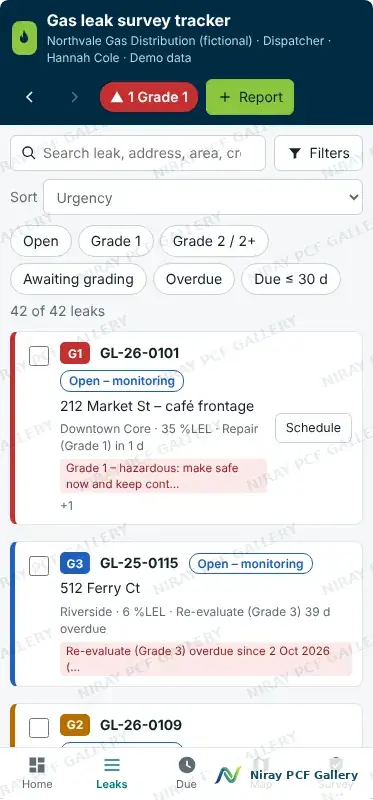 Gas leak survey tracker
Northvale Gas Distribution (fictional) · Dispatcher ·
Hannah Cole · Demo data
1 Grade 1
+ Report
Search leak, address, area, cr
Filters
Sort
Urgency
Open
Grade 1
Grade 2 / 2+
Awaiting grading
Overdue
Due ≤ 30 d
42 of 42 leaks
G1 GL-26-0101
Open – monitoring
212 Market St – café frontage
Downtown Core · 35 %LEL · Repair
(Grade 1) in 1 d
Schedule
Grade 1 – hazardous: make safe
now and keep cont...
+1
G3 GL-25-0115 Open – monitoring
512 Ferry Ct
Riverside · 6 %LEL · Re-evaluate (Grade 3) 39 d
overdue
Re-evaluate (Grade 3) overdue since 2 Oct 2026
(...
G2 GL-26-0109
Home
Leaks
Due
Map
Survey
Niray PCF Gallery
NIRAY PCF GALLERY